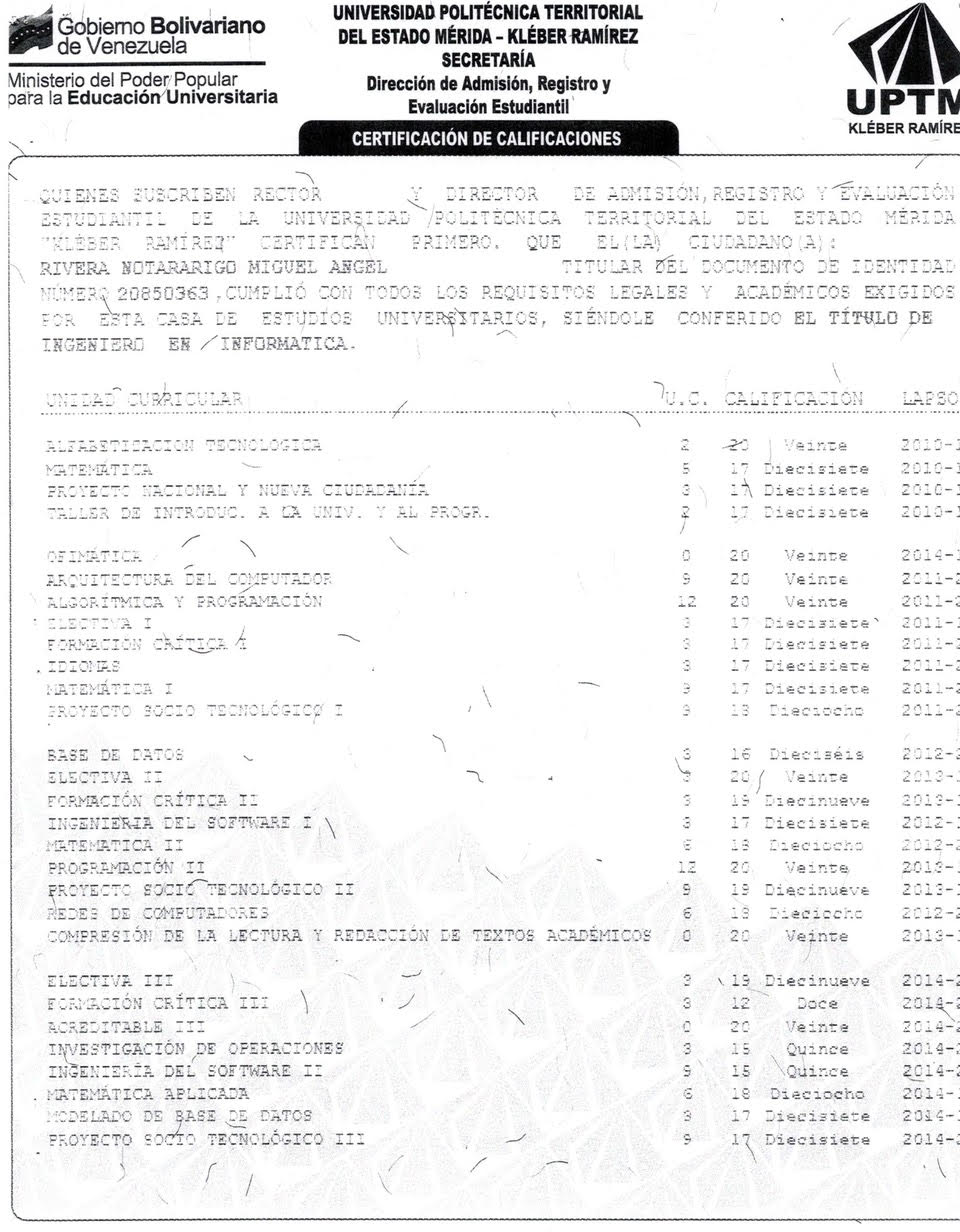 Gobierno Bolivariano
de Venezuela
Ministerio del Poder Popular
para la Educación Universitaria
UNIVERSIDAD POLITÉCNICA TERRITORIAL
DEL ESTADO MÉRIDA – KLÉBER RAMÍREZ
SECRETARÍA
Dirección de Admisión, Registro y
Evaluación Estudiantil
CERTIFICACIÓN DE CALIFICACIONES
UPTM
KLÉBER RAMÍRE
QUIENES SUSCRIBEN RECTOR Y DIRECTOR DE ADMISIÓN, REGISTRO Y EVALUACIÓN
ESTUDIANTIL DE LA UNIVERSIDAD POLITÉCNICA TERRITORIAL DEL ESTADO MÉRIDA
"KLÉBER RAMÍREZ" CERTIFICAN PRIMERO. QUE EL(LA) CIUDADANO(A):
RIVERA NOTARARIGO MIGUEL ANGEL TITULAR DEL DOCUMENTO DE IDENTIDAD
NÚMERO 20850363 ,CUMPLIÓ CON TODOS LOS REQUISITOS LEGALES Y ACADÉMICOS EXIGIDOS
POR ESTA CASA DE ESTUDIOS UNIVERSITARIOS, SIÉNDOLE CONFERIDO EL TÍTULO DE
INGENIERO EN INFORMATICA.
UNIDAD CURRICULAR U.C. CALIFICACIÓN LAPSO
ALFABETIZACION TECNOLOGICA 2 20 Veinte 2010-1
MATEMÁTICA 5 17 Diecisiete 2010-1
PROYECTO NACIONAL Y NUEVA CIUDADANÍA 3 17 Diecisiete 2010-1
TALLER DE INTRODUC. A LA UNIV. Y AL PROGR. 2 17 Diecisiete 2010-1
OFIMÁTICA 0 20 Veinte 2014-1
ARQUITECTURA DEL COMPUTADOR 9 20 Veinte 2011-2
ALGORÍTMICA Y PROGRAMACIÓN 12 20 Veinte 2011-2
ELECTIVA I 3 17 Diecisiete 2011-1
FORMACIÓN CRÍTICA I 3 17 Diecisiete 2011-2
IDIOMAS 3 17 Diecisiete 2011-2
MATEMÁTICA I 9 17 Diecisiete 2011-2
PROYECTO SOCIO TECNOLÓGICO I 9 18 Dieciocho 2011-2
BASE DE DATOS 3 16 Dieciséis 2012-2
ELECTIVA II 3 20 Veinte 2013-1
FORMACIÓN CRÍTICA II 3 19 Diecinueve 2013-1
INGENIERIA DEL SOFTWARE I 3 17 Diecisiete 2012-1
MATEMATICA II 6 18 Dieciocho 2012-2
PROGRAMACIÓN II 12 20 Veinte 2013-1
PROYECTO SOCIO TECNOLÓGICO II 9 19 Diecinueve 2013-1
REDES DE COMPUTADORES 6 18 Dieciocho 2012-2
COMPRESIÓN DE LA LECTURA Y REDACCIÓN DE TEXTOS ACADÉMICOS 0 20 Veinte 2013-1
ELECTIVA III 3 19 Diecinueve 2014-2
FORMACIÓN CRÍTICA III 3 12 Doce 2014-2
ACREDITABLE III 0 20 Veinte 2014-2
INVESTIGACIÓN DE OPERACIONES 3 15 Quince 2014-2
INGENIERÍA DEL SOFTWARE II 9 15 Quince 2014-2
MATEMÁTICA APLICADA 6 18 Dieciocho 2014-1
MODELADO DE BASE DE DATOS 3 17 Diecisiete 2014-1
PROYECTO SOCIO TECNOLÓGICO III 9 17 Diecisiete 2014-2